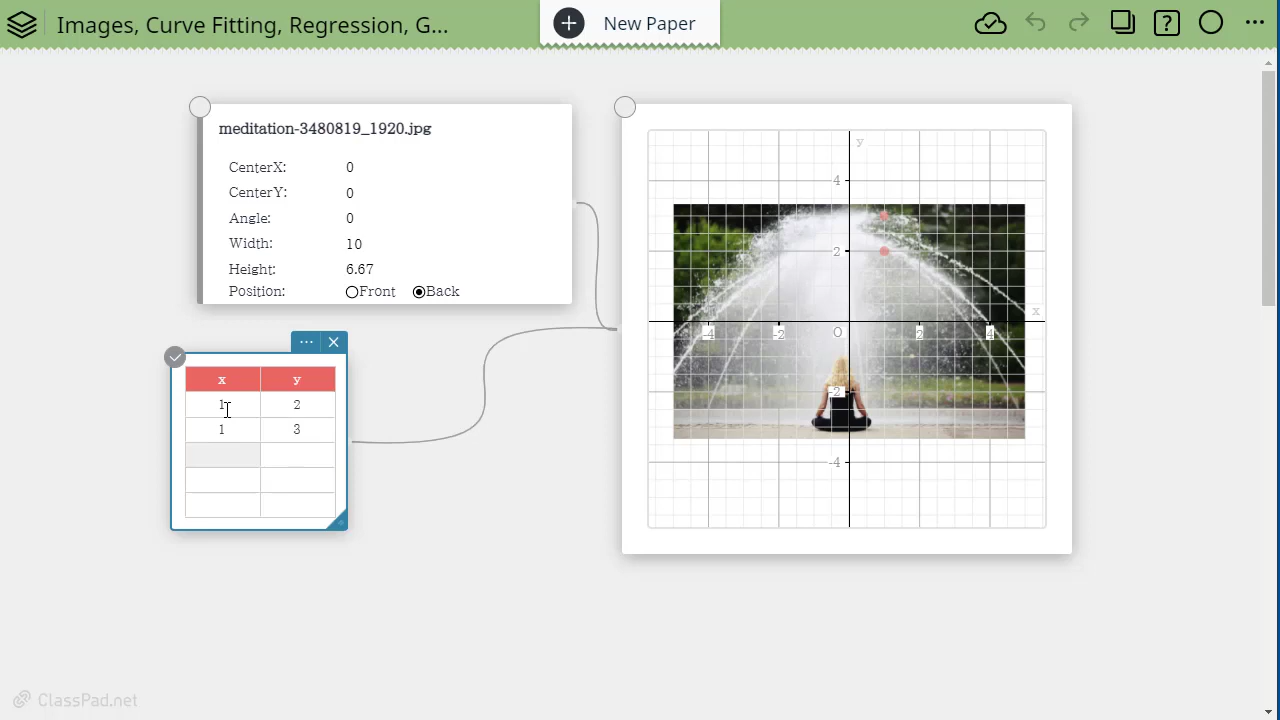 Images, Curve Fitting, Regression, G...
New Paper
meditation-3480819_1920.jpg
CenterX: 0
CenterY: 0
Angle: 0
Width: 10
Height: 6.67
Position: Front Back
x y
1 2
1 3
y
4
2
x
-4 -2 O 2 4
-2
-4
ClassPad.net